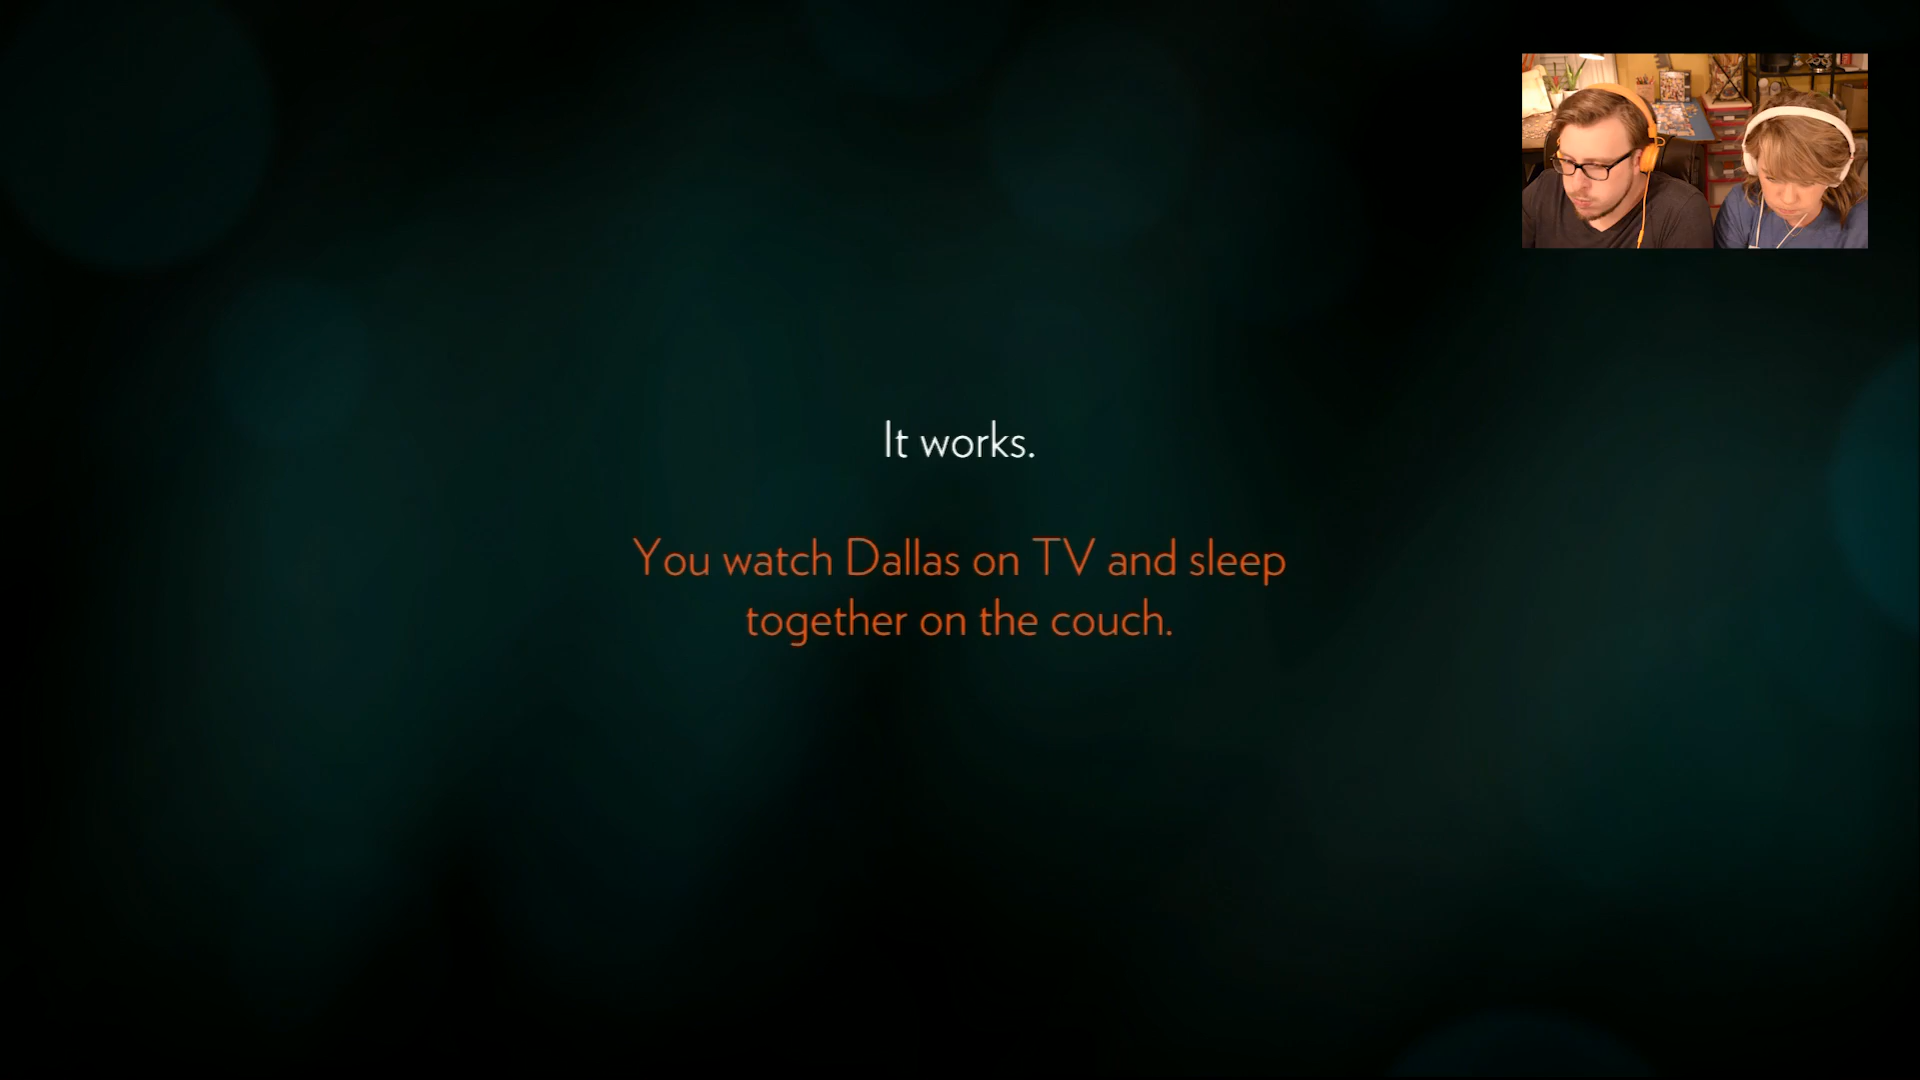 It works.
You watch Dallas on TV and sleep
together on the couch.